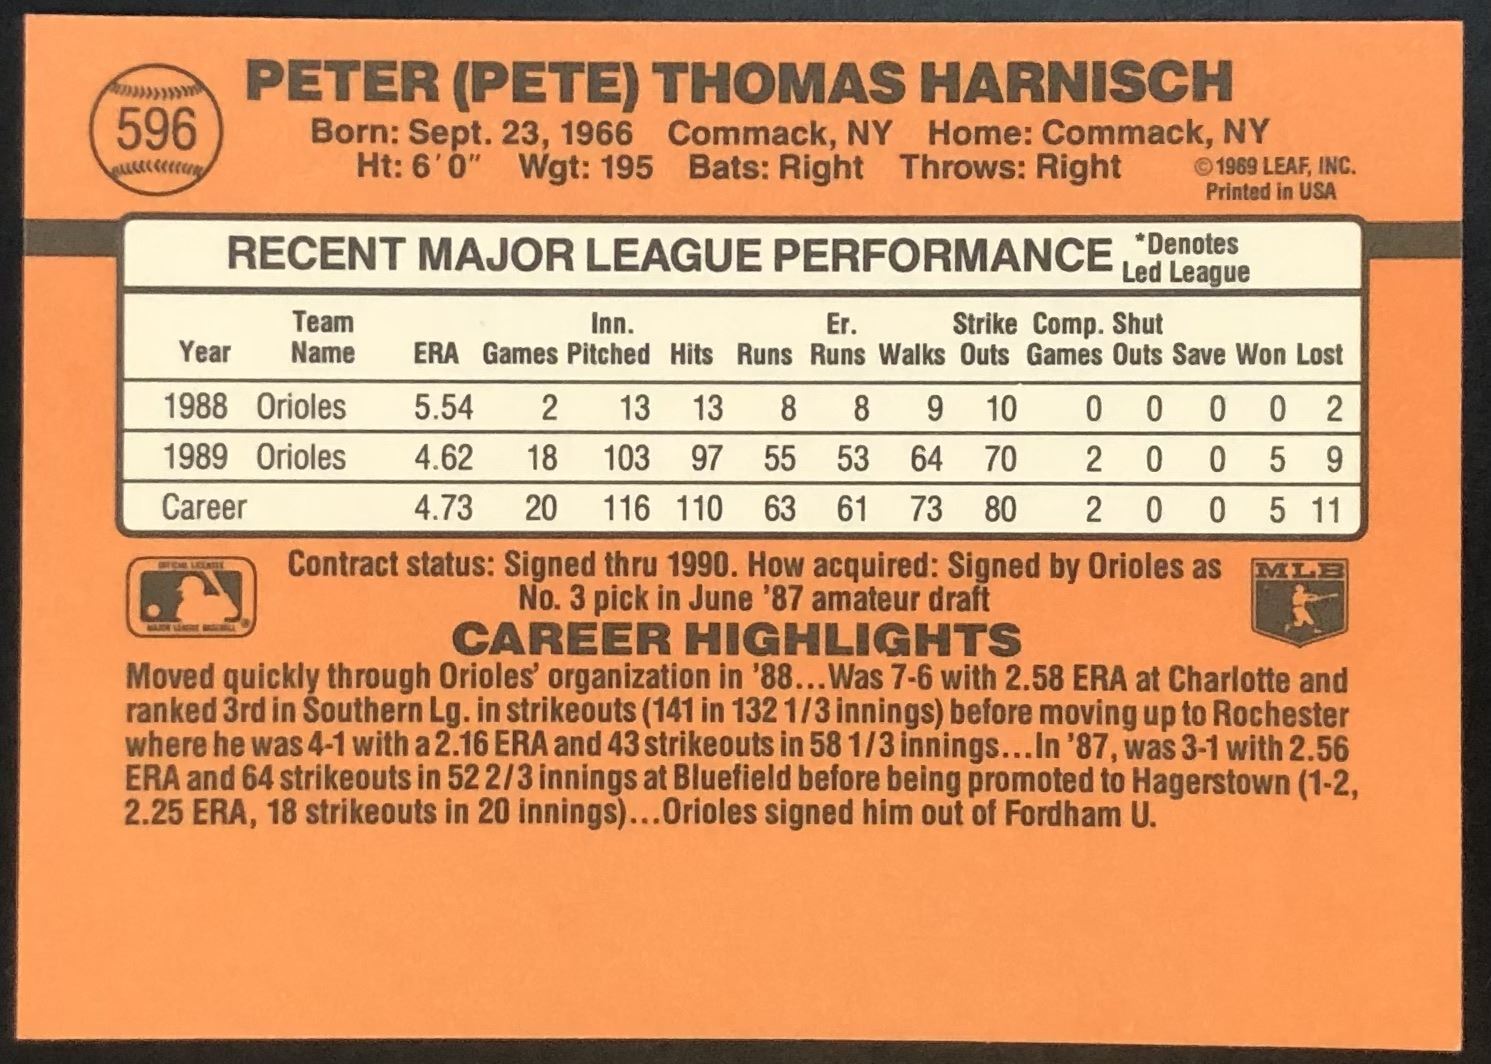 596
PETER (PETE) THOMAS HARNISCH
Born: Sept. 23, 1966 Commack, NY Home: Commack, NY
Ht: 6'0" Wgt: 195 Bats: Right Throws: Right
©1989 LEAF, INC.
Printed in USA
RECENT MAJOR LEAGUE PERFORMANCE *Denotes
Led League
Team Inn. Er. Strike Comp. Shut
Year Name ERA Games Pitched Hits Runs Runs Walks Outs Games Outs Save Won Lost
1988 Orioles 5.54 2 13 13 8 8 9 10 0 0 0 0 2
1989 Orioles 4.62 18 103 97 55 53 64 70 2 0 0 5 9
Career 4.73 20 116 110 63 61 73 80 2 0 0 5 11
OFFICIAL LICENSEE
MAJOR LEAGUE BASEBALL ®
Contract status: Signed thru 1990. How acquired: Signed by Orioles as
No. 3 pick in June '87 amateur draft
MLB
CAREER HIGHLIGHTS
Moved quickly through Orioles' organization in '88...Was 7-6 with 2.58 ERA at Charlotte and
ranked 3rd in Southern Lg. in strikeouts (141 in 132 1/3 innings) before moving up to Rochester
where he was 4-1 with a 2.16 ERA and 43 strikeouts in 58 1/3 innings...In '87, was 3-1 with 2.56
ERA and 64 strikeouts in 52 2/3 innings at Bluefield before being promoted to Hagerstown (1-2,
2.25 ERA, 18 strikeouts in 20 innings)...Orioles signed him out of Fordham U.